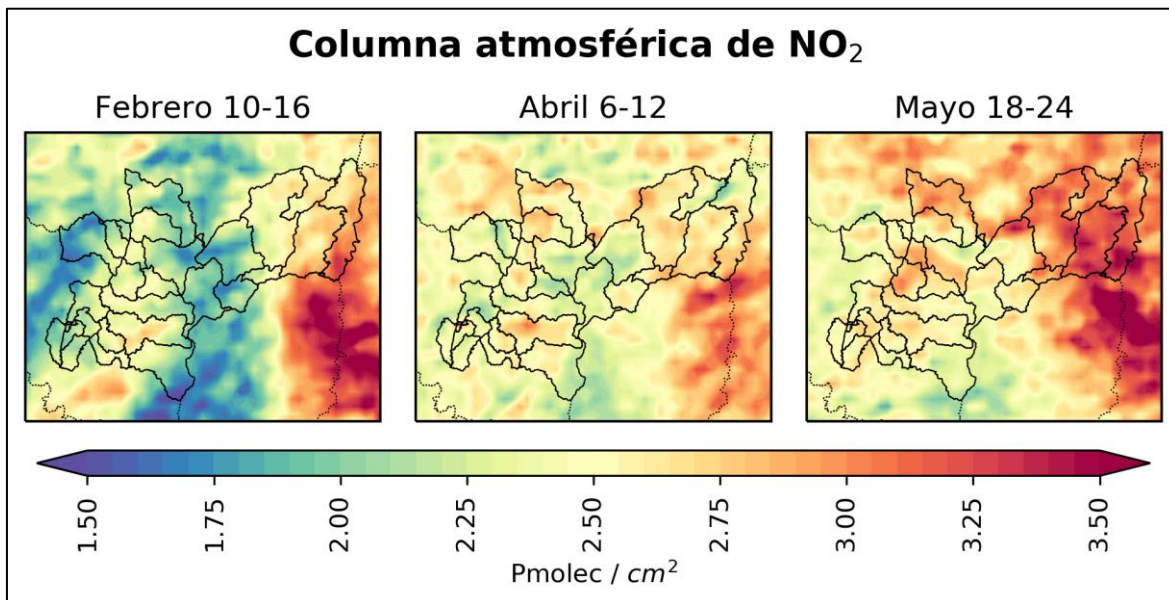 Columna atmosférica de NO₂
Febrero 10-16
Abril 6-12
Mayo 18-24
1.50
1.75
2.00
2.25
2.50
2.75
3.00
3.25
3.50
Pmolec / cm²